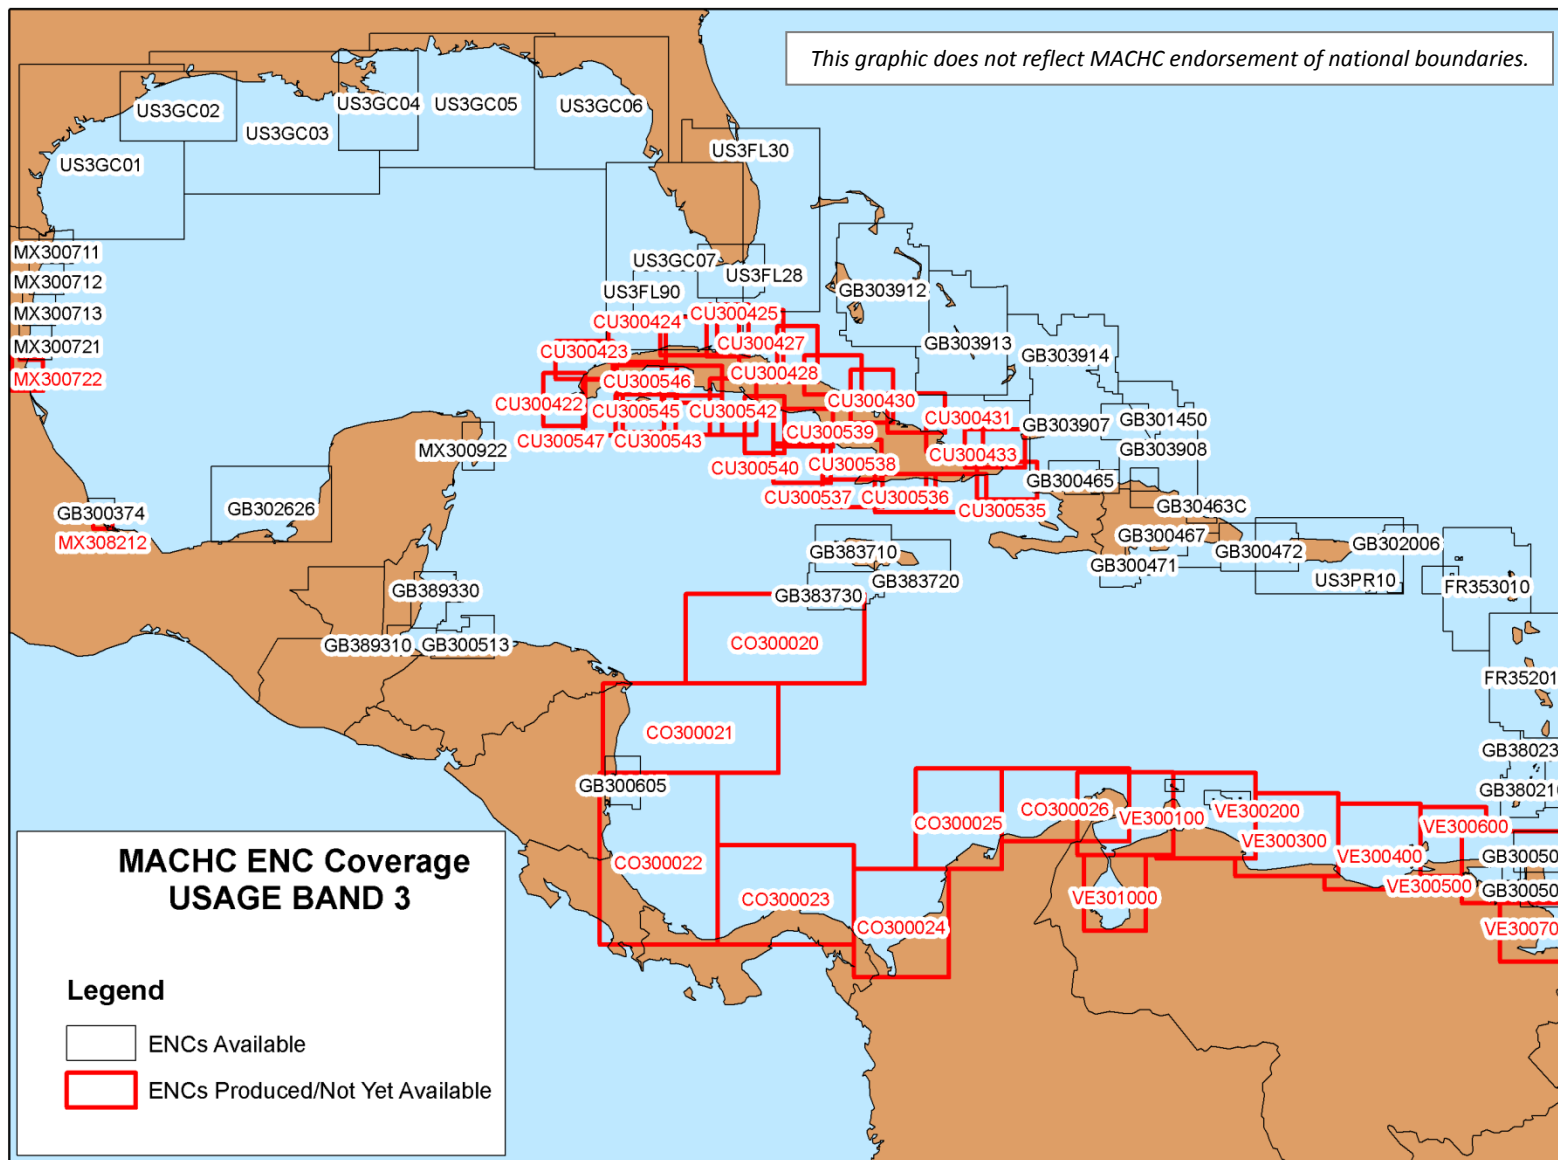 This graphic does not reflect MACHC endorsement of national boundaries.
US3GC02
US3GC03
US3GC04
US3GC05
US3GC06
US3GC01
US3FL30
MX300711
MX300712
MX300713
MX300721
MX300722
US3GC07
US3FL28
US3FL90
GB303912
GB303913
GB303914
CU300425
CU300424
CU300427
CU300423
CU300428
CU300546
CU300422
CU300545
CU300542
CU300430
CU300431
CU300547
CU300543
CU300539
CU300433
CU300540
CU300538
CU300537
CU300536
CU300535
GB303907
GB301450
GB303908
GB300465
GB30463C
MX300922
GB302626
GB300374
MX308212
GB383710
GB383720
GB383730
GB300467
GB300471
GB300472
GB302006
US3PR10
FR353010
GB389330
GB389310
GB300513
CO300020
FR35201
CO300021
GB38023
GB300605
GB380210
CO300025
CO300026
VE300100
VE300200
VE300300
VE300400
VE300600
GB30050
CO300022
CO300023
CO300024
VE301000
VE300500
GB30050
VE30070
MACHC ENC Coverage
USAGE BAND 3
Legend
ENCs Available
ENCs Produced/Not Yet Available